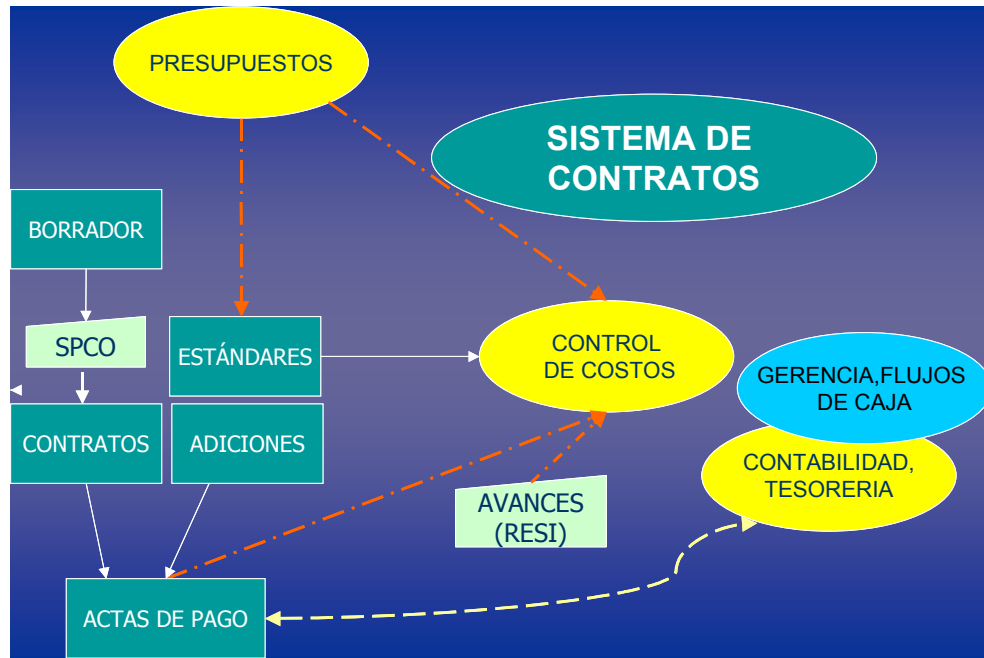 PRESUPUESTOS
SISTEMA DE
CONTRATOS
BORRADOR
SPCO
ESTÁNDARES
CONTROL
DE COSTOS
GERENCIA,FLUJOS
DE CAJA
CONTRATOS
ADICIONES
CONTABILIDAD,
TESORERIA
AVANCES
(RESI)
ACTAS DE PAGO